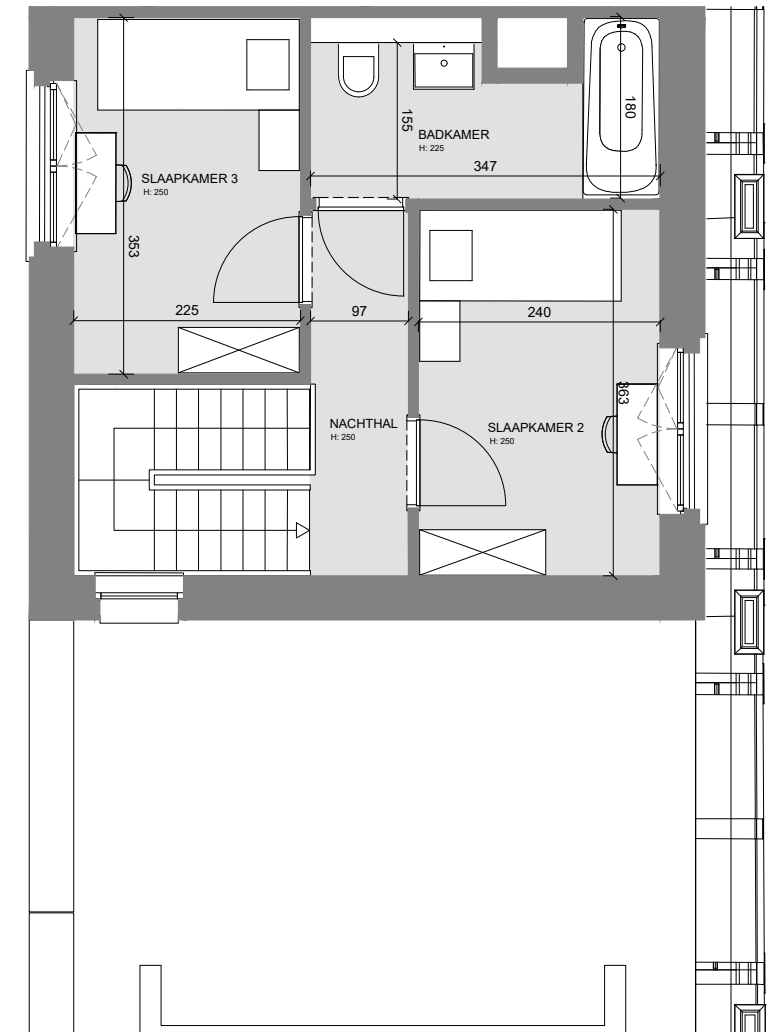 180
155
BADKAMER
H: 225
347
SLAAPKAMER 3
H: 250
353
225
97
240
363
NACHTHAL
H: 250
SLAAPKAMER 2
H: 250